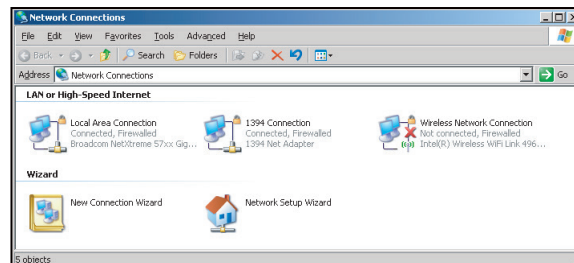 Network Connections
File Edit View Favorites Tools Advanced Help
Back Search Folders
Address Network Connections Go
LAN or High-Speed Internet
Local Area Connection
Connected, Firewalled
Broadcom NetXtreme 57xx Gig...
1394 Connection
Connected, Firewalled
1394 Net Adapter
Wireless Network Connection
Not connected, Firewalled
Intel(R) Wireless WiFi Link 496...
Wizard
New Connection Wizard
Network Setup Wizard
5 objects